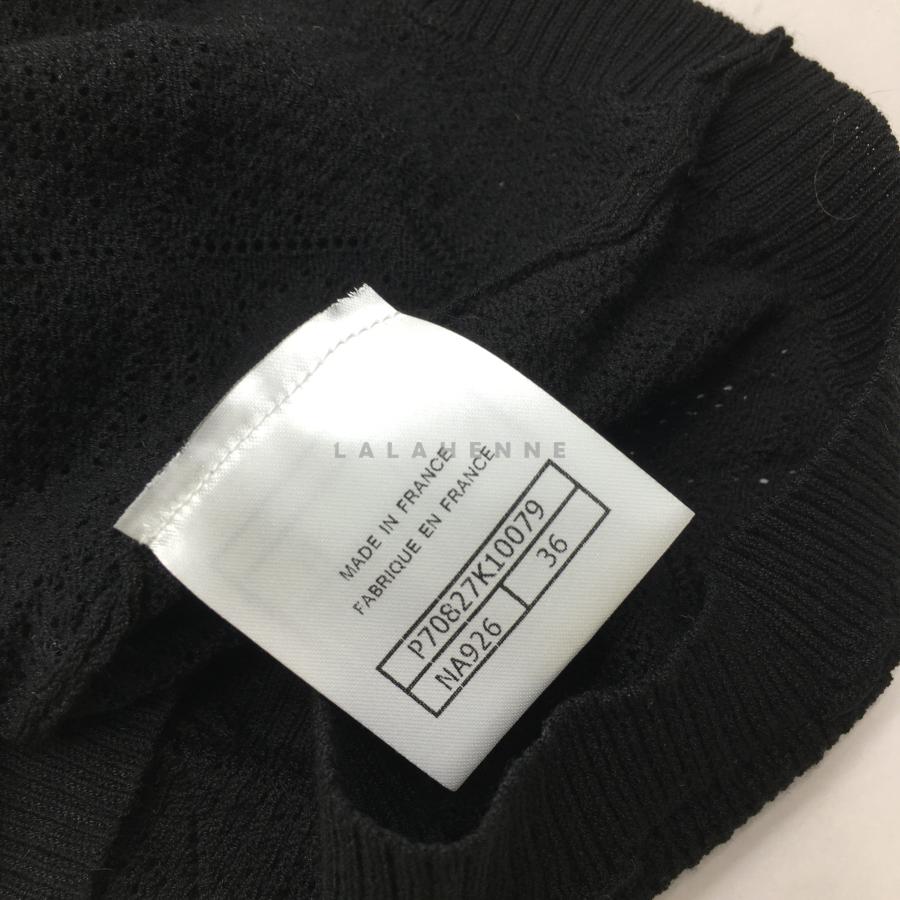 LALAHENNE
MADE IN FRANCE
FABRIQUE EN FRANCE
P70827K10079
NA926 36